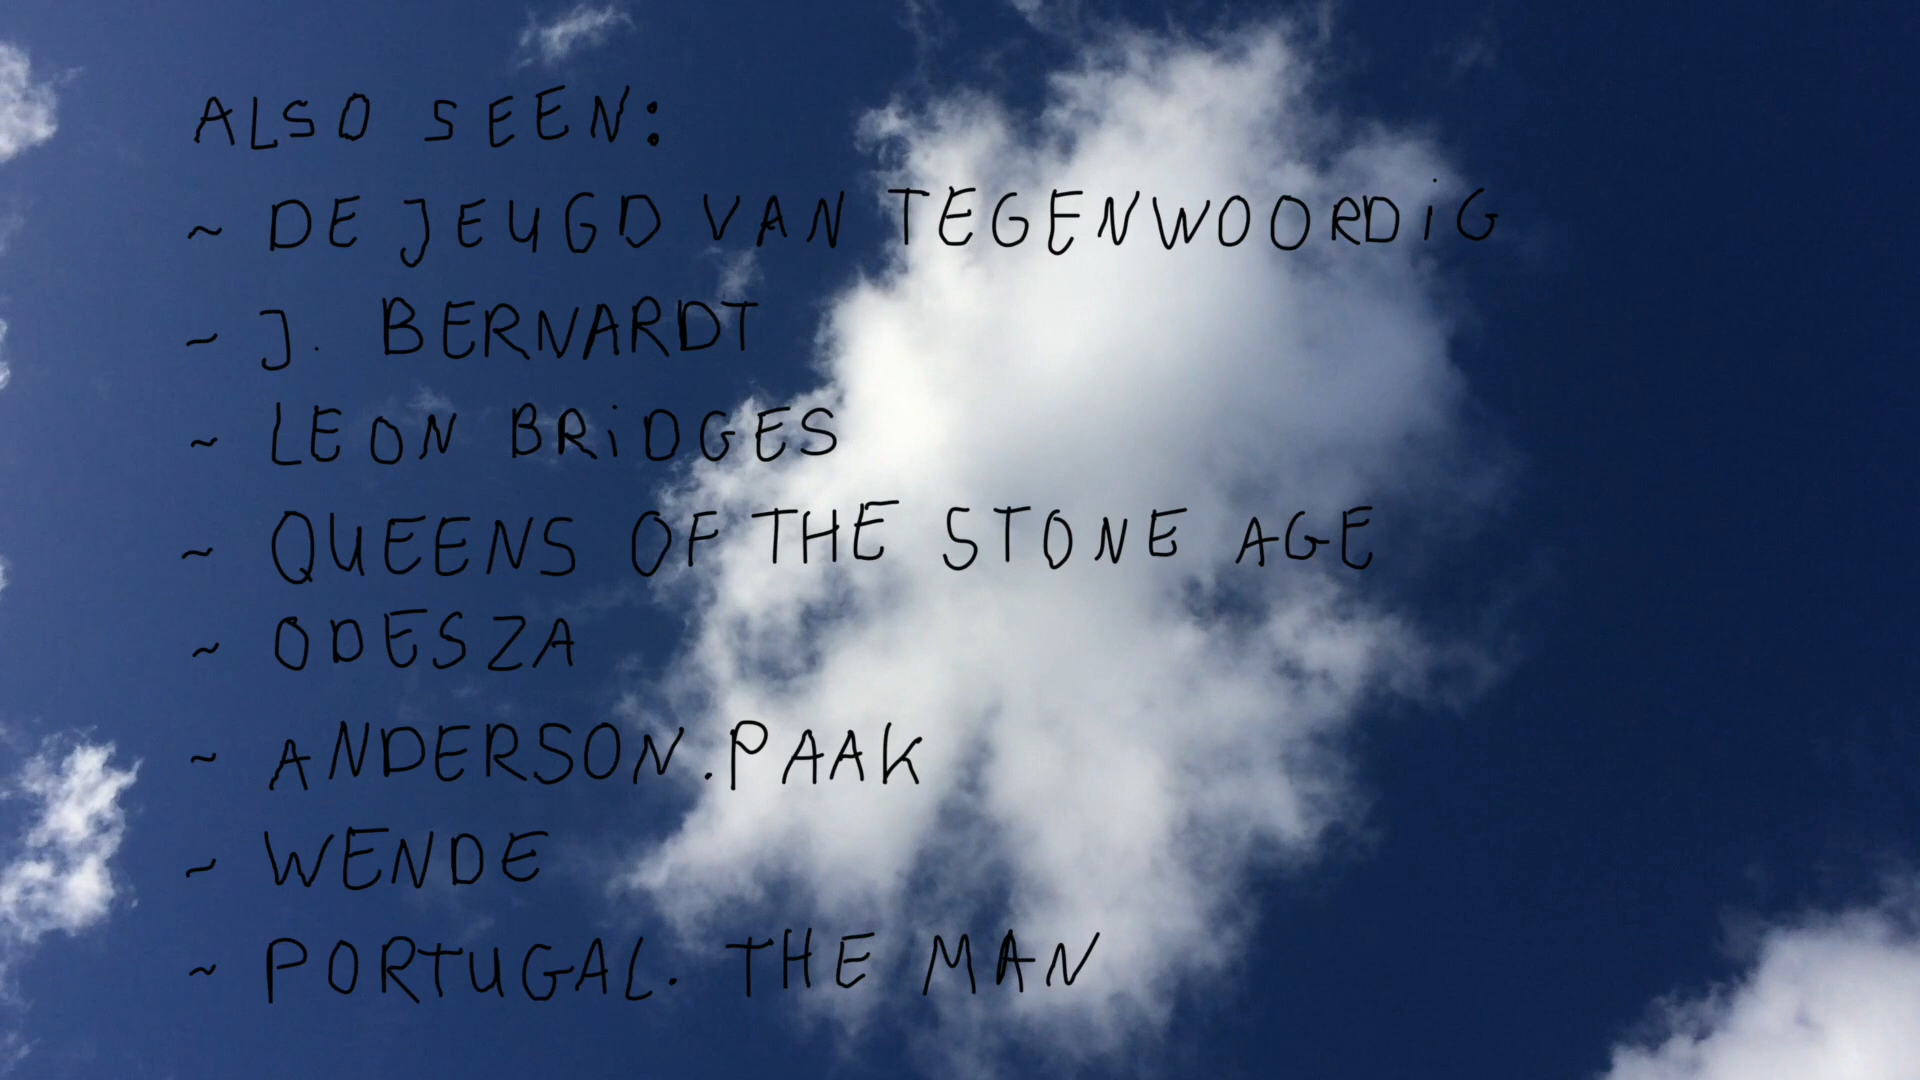 ALSO SEEN:
~ DE JEUGD VAN TEGENWOORDiG
~ J. BERNARDT
~ LEON BRiDGES
~ QUEENS OF THE STONE AGE
~ ODESZA
~ ANDERSON .PAAK
~ WENDE
~ PORTUGAL. THE MAN